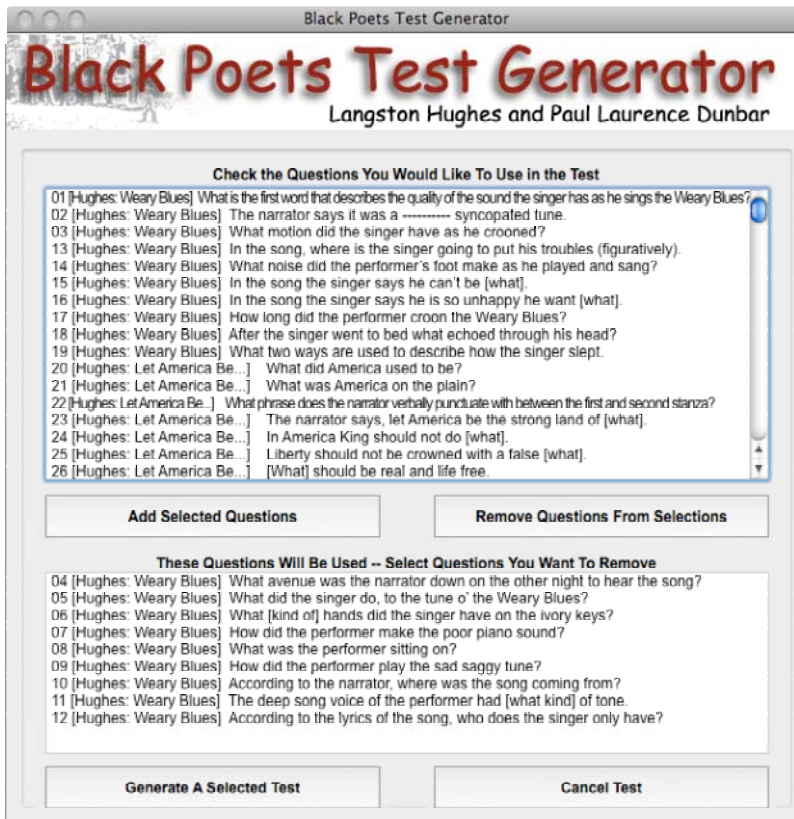 Black Poets Test Generator
Black Poets Test Generator
Langston Hughes and Paul Laurence Dunbar
Check the Questions You Would Like To Use in the Test
01 [Hughes: Weary Blues] What is the first word that describes the quality of the sound the singer has as he sings the Weary Blues?
02 [Hughes: Weary Blues] The narrator says it was a ---------- syncopated tune.
03 [Hughes: Weary Blues] What motion did the singer have as he crooned?
13 [Hughes: Weary Blues] In the song, where is the singer going to put his troubles (figuratively).
14 [Hughes: Weary Blues] What noise did the performer's foot make as he played and sang?
15 [Hughes: Weary Blues] In the song the singer says he can't be [what].
16 [Hughes: Weary Blues] In the song the singer says he is so unhappy he want [what].
17 [Hughes: Weary Blues] How long did the performer croon the Weary Blues?
18 [Hughes: Weary Blues] After the singer went to bed what echoed through his head?
19 [Hughes: Weary Blues] What two ways are used to describe how the singer slept.
20 [Hughes: Let America Be...] What did America used to be?
21 [Hughes: Let America Be...] What was America on the plain?
22 [Hughes: Let America Be...] What phrase does the narrator verbally punctuate with between the first and second stanza?
23 [Hughes: Let America Be...] The narrator says, let America be the strong land of [what].
24 [Hughes: Let America Be...] In America King should not do [what].
25 [Hughes: Let America Be...] Liberty should not be crowned with a false [what].
26 [Hughes: Let America Be...] [What] should be real and life free.
Add Selected Questions
Remove Questions From Selections
These Questions Will Be Used -- Select Questions You Want To Remove
04 [Hughes: Weary Blues] What avenue was the narrator down on the other night to hear the song?
05 [Hughes: Weary Blues] What did the singer do, to the tune o' the Weary Blues?
06 [Hughes: Weary Blues] What [kind of] hands did the singer have on the ivory keys?
07 [Hughes: Weary Blues] How did the performer make the poor piano sound?
08 [Hughes: Weary Blues] What was the performer sitting on?
09 [Hughes: Weary Blues] How did the performer play the sad saggy tune?
10 [Hughes: Weary Blues] According to the narrator, where was the song coming from?
11 [Hughes: Weary Blues] The deep song voice of the performer had [what kind] of tone.
12 [Hughes: Weary Blues] According to the lyrics of the song, who does the singer only have?
Generate A Selected Test
Cancel Test